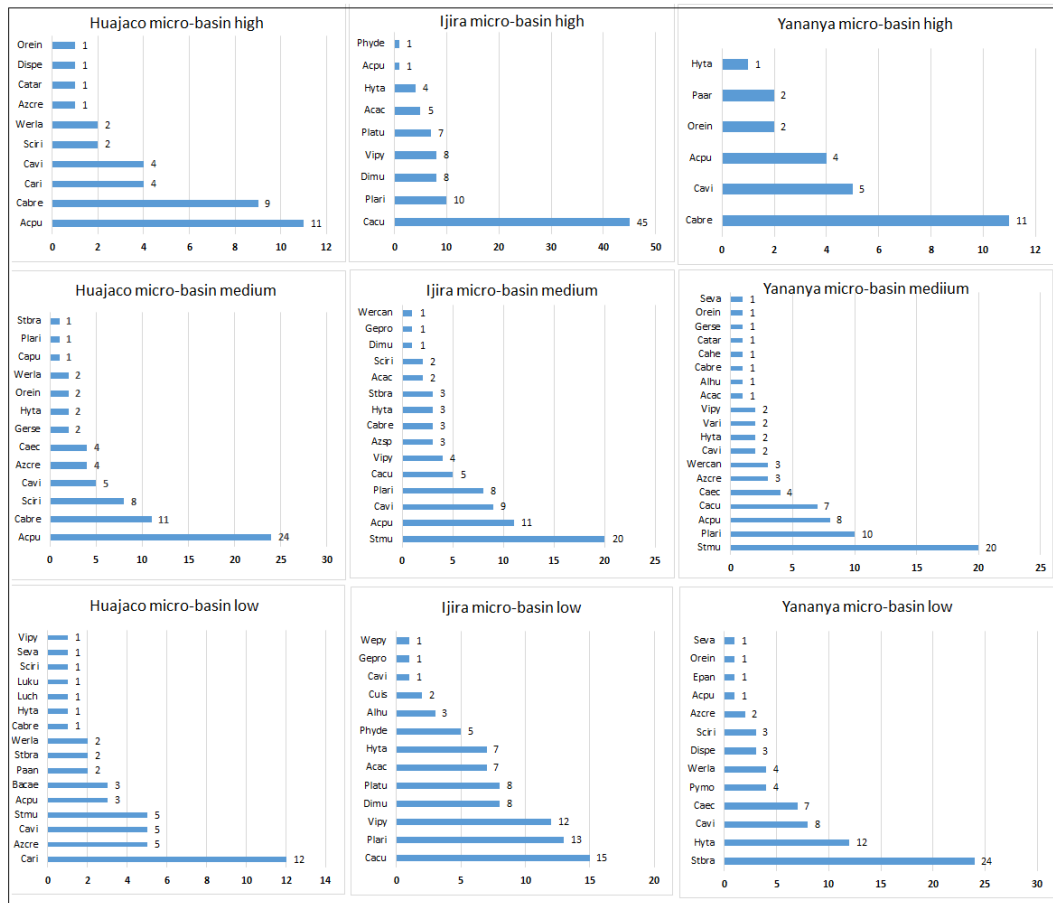 Huajaco micro-basin high
Orein 1
Dispe 1
Catar 1
Azcre 1
Werla 2
Sciri 2
Cavi 4
Cari 4
Cabre 9
Acpu 11
0 2 4 6 8 10 12
Ijira micro-basin high
Phyde 1
Acpu 1
Hyta 4
Acac 5
Platu 7
Vipy 8
Dimu 8
Plari 10
Cacu 45
0 10 20 30 40 50
Yananya micro-basin high
Hyta 1
Paar 2
Orein 2
Acpu 4
Cavi 5
Cabre 11
0 2 4 6 8 10 12
Huajaco micro-basin medium
Stbra 1
Plari 1
Capu 1
Werla 2
Orein 2
Hyta 2
Gerse 2
Caec 4
Azcre 4
Cavi 5
Sciri 8
Cabre 11
Acpu 24
0 5 10 15 20 25 30
Ijira micro-basin medium
Wercan 1
Gepro 1
Dimu 1
Sciri 2
Acac 2
Stbra 3
Hyta 3
Cabre 3
Azsp 3
Vipy 4
Cacu 5
Plari 8
Cavi 9
Acpu 11
Stmu 20
0 5 10 15 20 25
Yananya micro-basin mediium
Seva 1
Orein 1
Gerse 1
Catar 1
Cahe 1
Cabre 1
Alhu 1
Acac 1
Vipy 2
Vari 2
Hyta 2
Cavi 2
Wercan 3
Azcre 3
Caec 4
Cacu 7
Acpu 8
Plari 10
Stmu 20
0 5 10 15 20 25
Huajaco micro-basin low
Vipy 1
Seva 1
Sciri 1
Luku 1
Luch 1
Hyta 1
Cabre 1
Werla 2
Stbra 2
Paan 2
Bacae 3
Acpu 3
Stmu 5
Cavi 5
Azcre 5
Cari 12
0 2 4 6 8 10 12 14
Ijira micro-basin low
Wepy 1
Gepro 1
Cavi 1
Cuis 2
Alhu 3
Phyde 5
Hyta 7
Acac 7
Platu 8
Dimu 8
Vipy 12
Plari 13
Cacu 15
0 5 10 15 20
Yananya micro-basin low
Seva 1
Orein 1
Epan 1
Acpu 1
Azcre 2
Sciri 3
Dispe 3
Werla 4
Pymo 4
Caec 7
Cavi 8
Hyta 12
Stbra 24
0 5 10 15 20 25 30